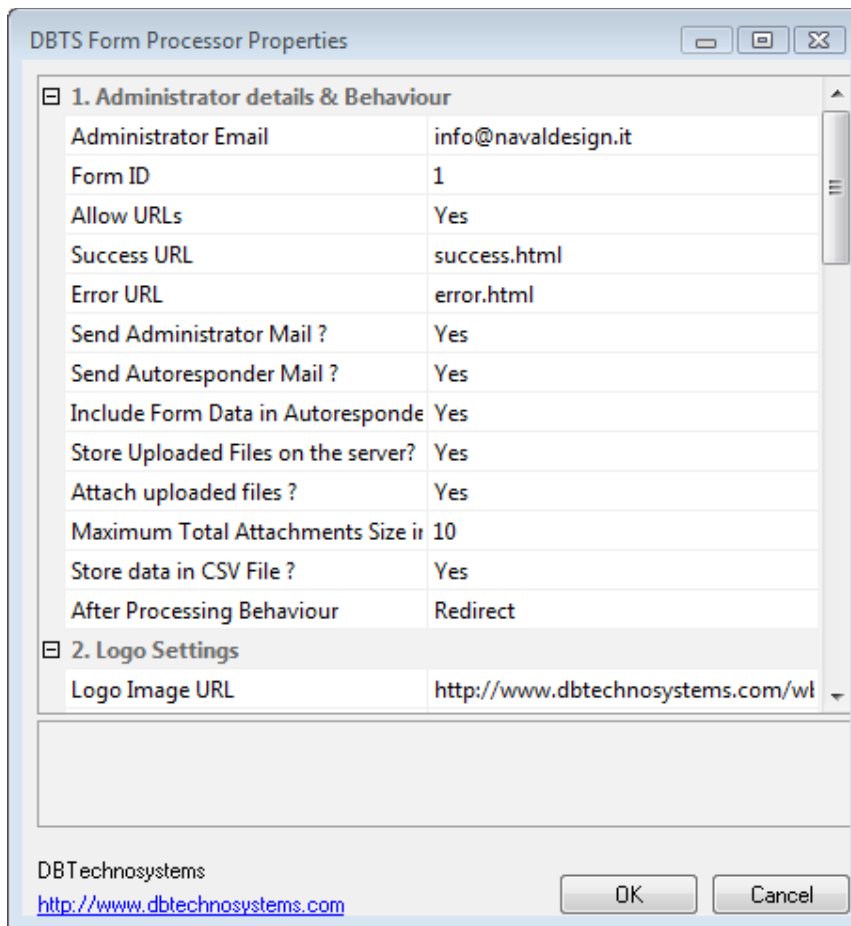 DBTS Form Processor Properties
1. Administrator details & Behaviour
Administrator Email info@navaldesign.it
Form ID 1
Allow URLs Yes
Success URL success.html
Error URL error.html
Send Administrator Mail ? Yes
Send Autoresponder Mail ? Yes
Include Form Data in Autoresponde Yes
Store Uploaded Files on the server? Yes
Attach uploaded files ? Yes
Maximum Total Attachments Size in 10
Store data in CSV File ? Yes
After Processing Behaviour Redirect
2. Logo Settings
Logo Image URL http://www.dbtechnosystems.com/wb
DBTechnosystems
http://www.dbtechnosystems.com
OK Cancel